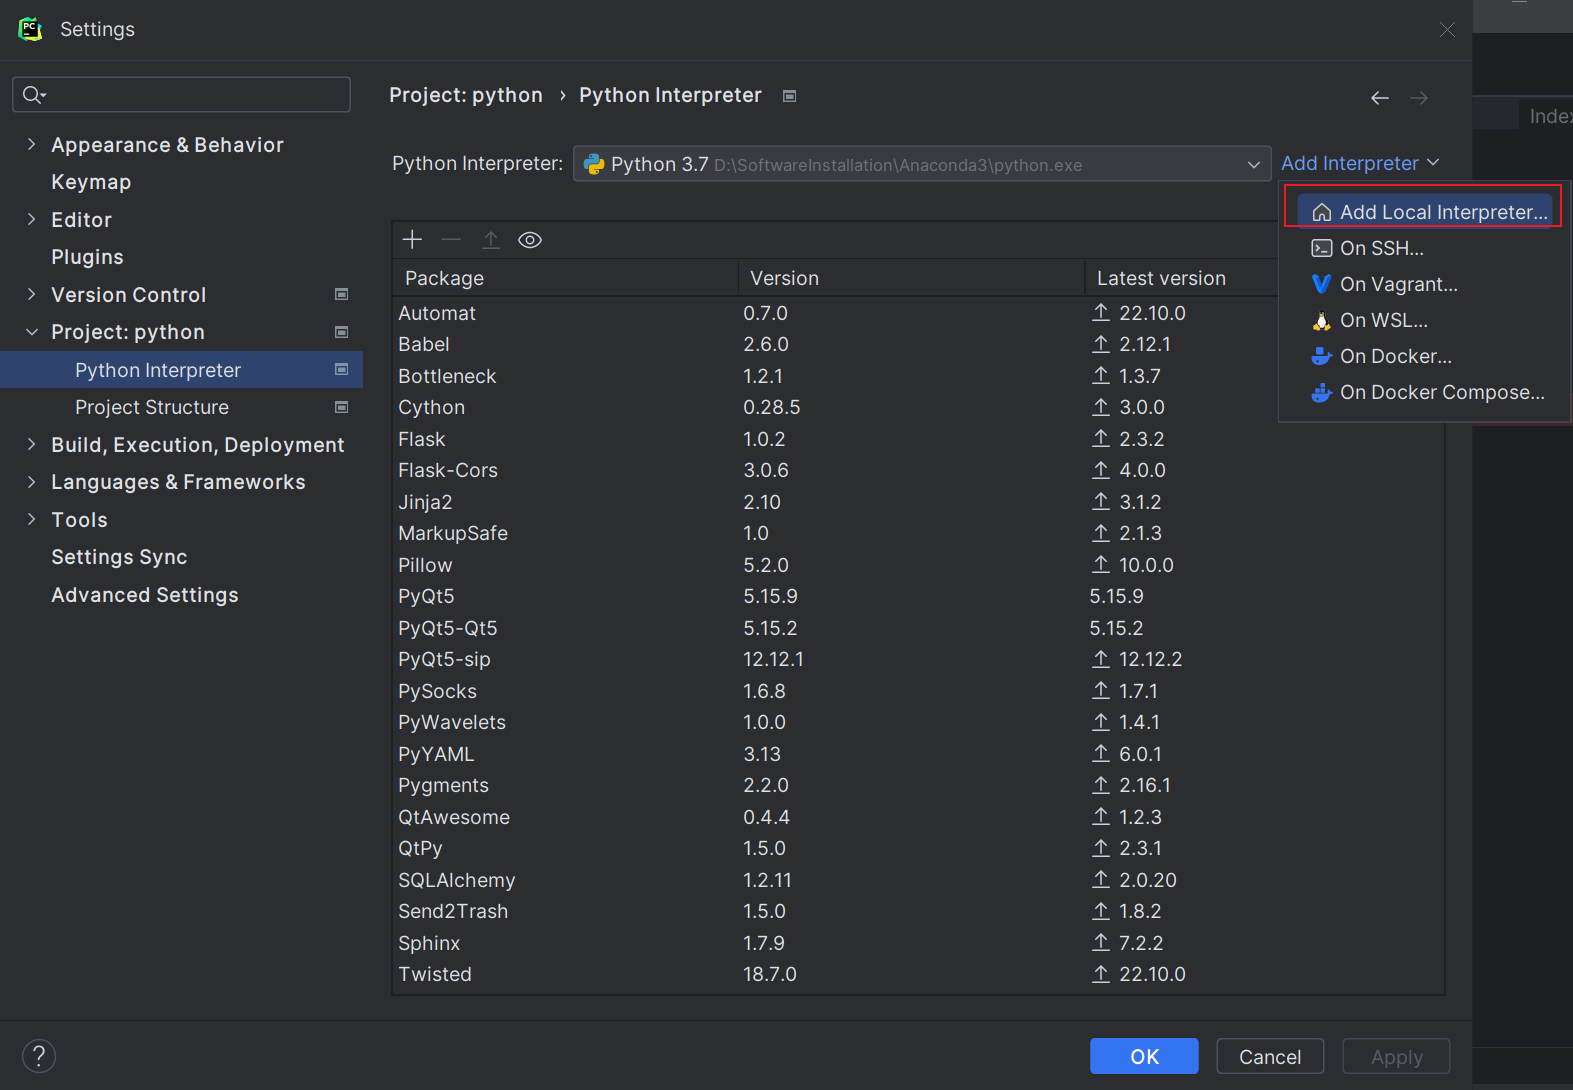 PC
Settings
Project: python › Python Interpreter
Appearance & Behavior
Keymap
Editor
Plugins
Version Control
Project: python
Python Interpreter
Project Structure
Build, Execution, Deployment
Languages & Frameworks
Tools
Settings Sync
Advanced Settings
Python Interpreter: Python 3.7 D:\SoftwareInstallation\Anaconda3\python.exe Add Interpreter
Add Local Interpreter...
On SSH...
On Vagrant...
On WSL...
On Docker...
On Docker Compose...
Package Version Latest version
Automat 0.7.0 22.10.0
Babel 2.6.0 2.12.1
Bottleneck 1.2.1 1.3.7
Cython 0.28.5 3.0.0
Flask 1.0.2 2.3.2
Flask-Cors 3.0.6 4.0.0
Jinja2 2.10 3.1.2
MarkupSafe 1.0 2.1.3
Pillow 5.2.0 10.0.0
PyQt5 5.15.9 5.15.9
PyQt5-Qt5 5.15.2 5.15.2
PyQt5-sip 12.12.1 12.12.2
PySocks 1.6.8 1.7.1
PyWavelets 1.0.0 1.4.1
PyYAML 3.13 6.0.1
Pygments 2.2.0 2.16.1
QtAwesome 0.4.4 1.2.3
QtPy 1.5.0 2.3.1
SQLAlchemy 1.2.11 2.0.20
Send2Trash 1.5.0 1.8.2
Sphinx 1.7.9 7.2.2
Twisted 18.7.0 22.10.0
Index
?
OK Cancel Apply